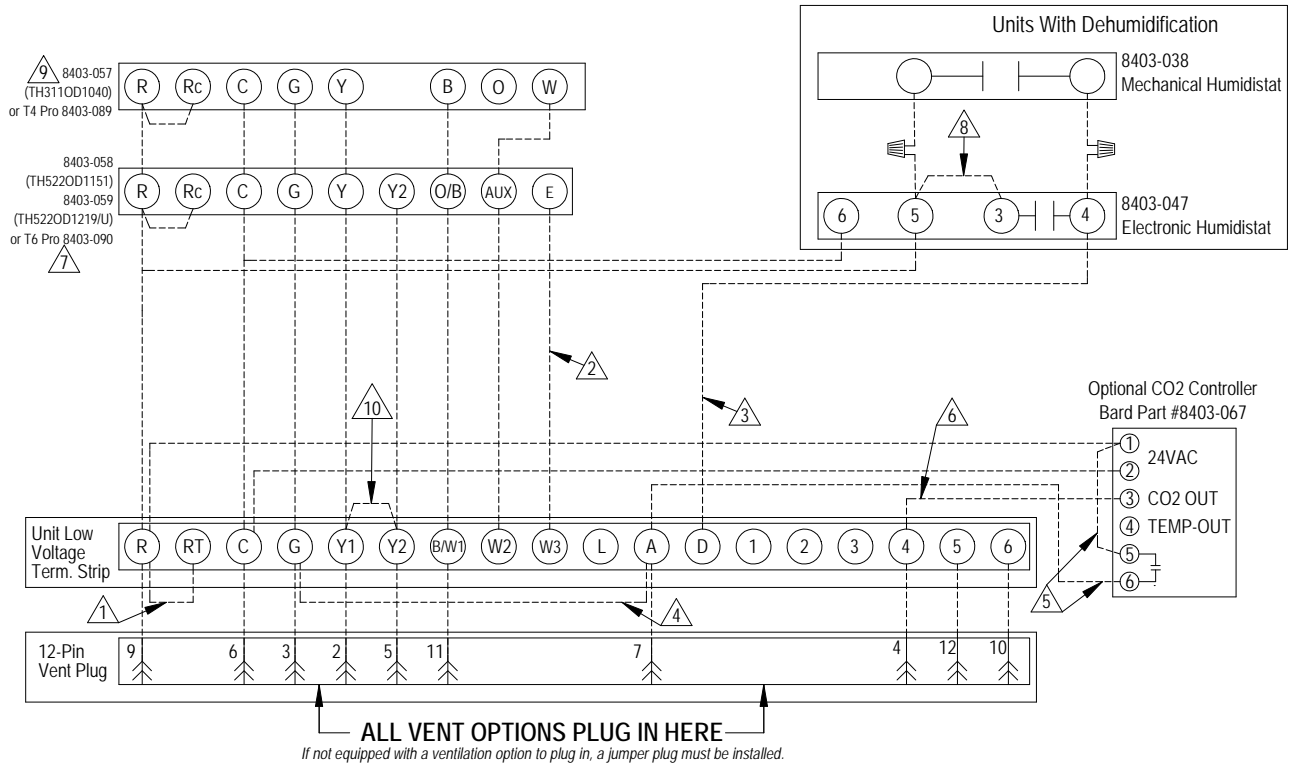 Units With Dehumidification
9
8403-057
(TH311OD1040)
or T4 Pro 8403-089
R Rc C G Y B O W
8403-038
Mechanical Humidistat
8
8403-058
(TH522OD1151)
8403-059
(TH522OD1219/U)
or T6 Pro 8403-090
7
R Rc C G Y Y2 O/B AUX E
6 5 3 4
8403-047
Electronic Humidistat
2
10
3
6
Optional CO2 Controller
Bard Part #8403-067
1
24VAC
2
3 CO2 OUT
4 TEMP-OUT
5
6
5
Unit Low
Voltage
Term. Strip
R RT C G Y1 Y2 B/W1 W2 W3 L A D 1 2 3 4 5 6
1
4
12-Pin
Vent Plug
9 6 3 2 5 11 7 4 12 10
ALL VENT OPTIONS PLUG IN HERE
If not equipped with a ventilation option to plug in, a jumper plug must be installed.